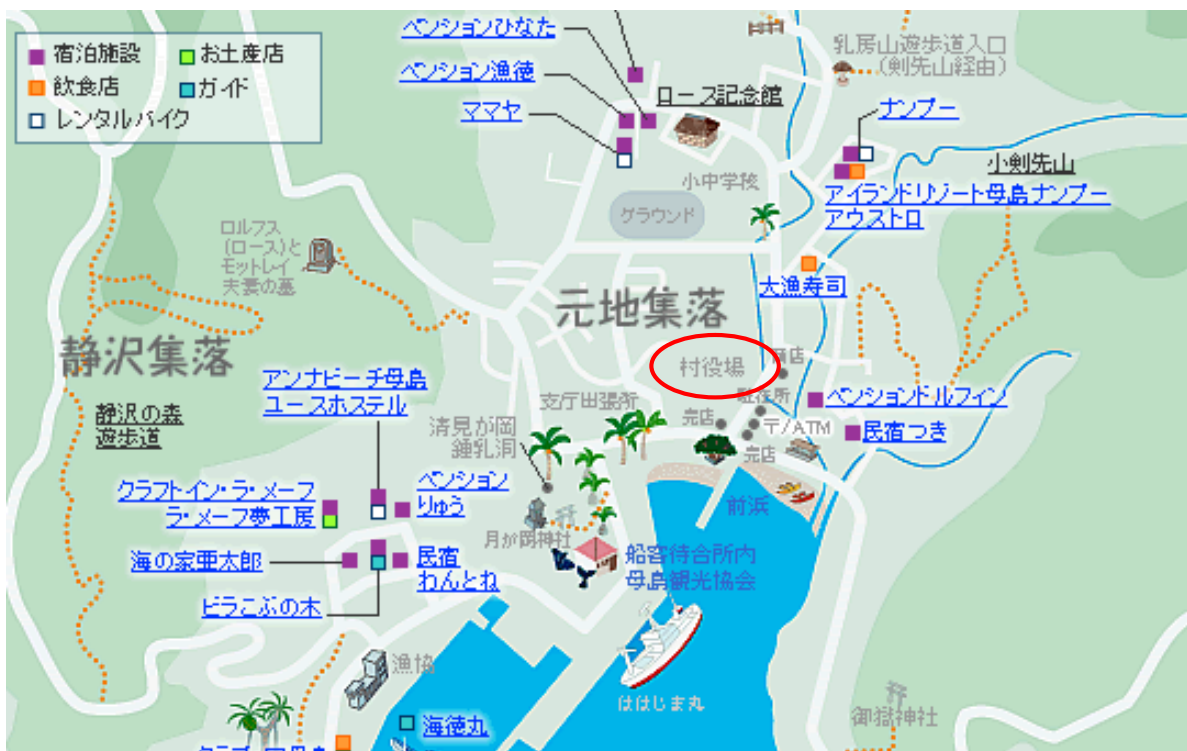 宿泊施設
お土産店
飲食店
ガイド
レンタルバイク
ペンションひなた
ペンション漁徳
ママヤ
ロース記念館
乳房山遊歩道入口
(剣先山経由)
ナンプー
小剣先山
アイランドリゾート母島ナンプー
アウストロ
小中学校
グラウンド
ロルフス
(ロース)と
モットレイ
夫妻の墓
大漁寿司
元地集落
静沢集落
村役場
商店
アンナビーチ母島
ユースホステル
静沢の森
遊歩道
支庁出張所
駐在所
ペンションドルフィン
清見が岡
鍾乳洞
売店
〒/ATM
民宿つき
売店
クラフトイン・ラ・メーフ
ラ・メーフ夢工房
ペンション
りゅう
前浜
月が岡神社
海の家亜太郎
民宿
わんとね
船客待合所内
母島観光協会
ビラこぶの木
漁協
ははじま丸
御嶽神社
海徳丸